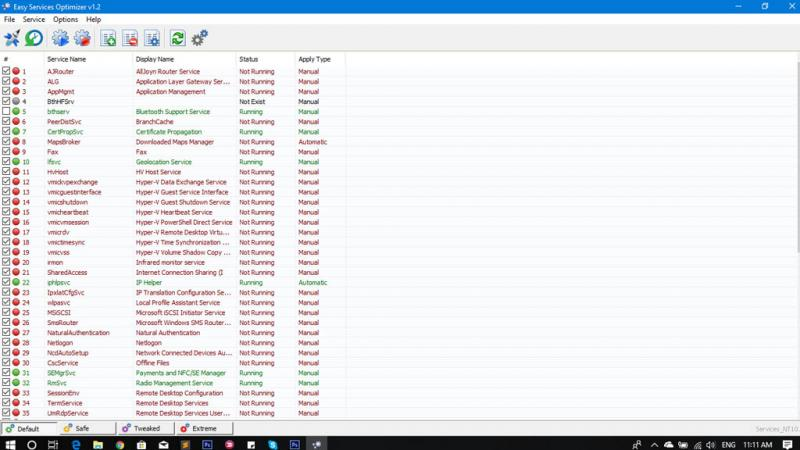 Easy Services Optimizer v1.2
File Service Options Help
# Service Name Display Name Status Apply Type
1 AJRouter AllJoyn Router Service Not Running Manual
2 ALG Application Layer Gateway Ser... Not Running Manual
3 AppMgmt Application Management Not Running Manual
4 BthHFSrv Not Exist Manual
5 bthserv Bluetooth Support Service Running Manual
6 PeerDistSvc BranchCache Not Running Manual
7 CertPropSvc Certificate Propagation Running Manual
8 MapsBroker Downloaded Maps Manager Not Running Automatic
9 Fax Fax Not Running Manual
10 lfsvc Geolocation Service Running Manual
11 HvHost HV Host Service Not Running Manual
12 vmickvpexchange Hyper-V Data Exchange Service Not Running Manual
13 vmicguestinterface Hyper-V Guest Service Interface Not Running Manual
14 vmicshutdown Hyper-V Guest Shutdown Service Not Running Manual
15 vmicheartbeat Hyper-V Heartbeat Service Not Running Manual
16 vmicvmsession Hyper-V PowerShell Direct Service Not Running Manual
17 vmicrdv Hyper-V Remote Desktop Virtu... Not Running Manual
18 vmictimesync Hyper-V Time Synchronization ... Not Running Manual
19 vmicvss Hyper-V Volume Shadow Copy ... Not Running Manual
20 irmon Infrared monitor service Not Running Manual
21 SharedAccess Internet Connection Sharing (I Not Running Manual
22 iphlpsvc IP Helper Running Automatic
23 IpxlatCfgSvc IP Translation Configuration Se... Not Running Manual
24 wlpasvc Local Profile Assistant Service Not Running Manual
25 MSiSCSI Microsoft iSCSI Initiator Service Not Running Manual
26 SmsRouter Microsoft Windows SMS Router... Not Running Manual
27 NaturalAuthentication Natural Authentication Not Running Manual
28 Netlogon Netlogon Not Running Manual
29 NcdAutoSetup Network Connected Devices Au... Not Running Manual
30 CscService Offline Files Not Running Manual
31 SEMgrSvc Payments and NFC/SE Manager Running Manual
32 RmSvc Radio Management Service Running Manual
33 SessionEnv Remote Desktop Configuration Not Running Manual
34 TermService Remote Desktop Services Not Running Manual
35 UmRdpService Remote Desktop Services User... Not Running Manual
Default Safe Tweaked Extreme Services_NT10.
ENG 11:11 AM